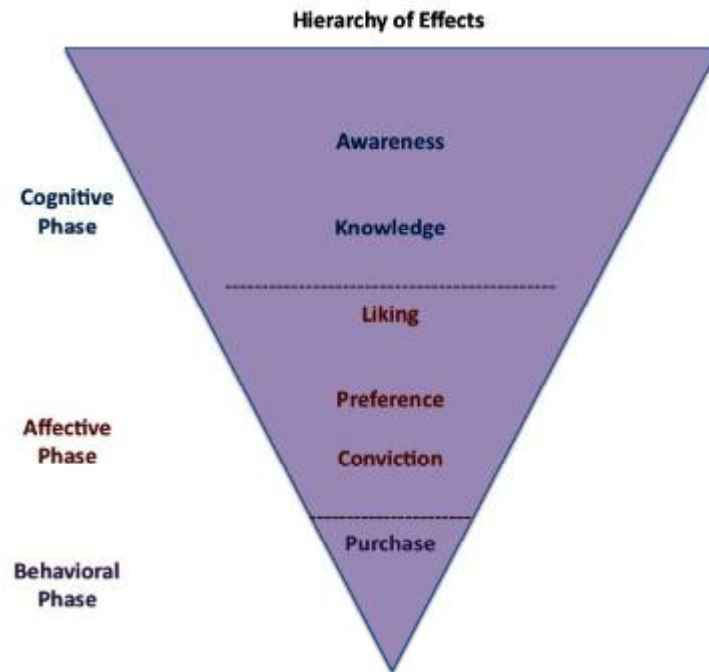 Hierarchy of Effects
Awareness
Cognitive
Phase
Knowledge
Liking
Preference
Affective
Phase
Conviction
Purchase
Behavioral
Phase